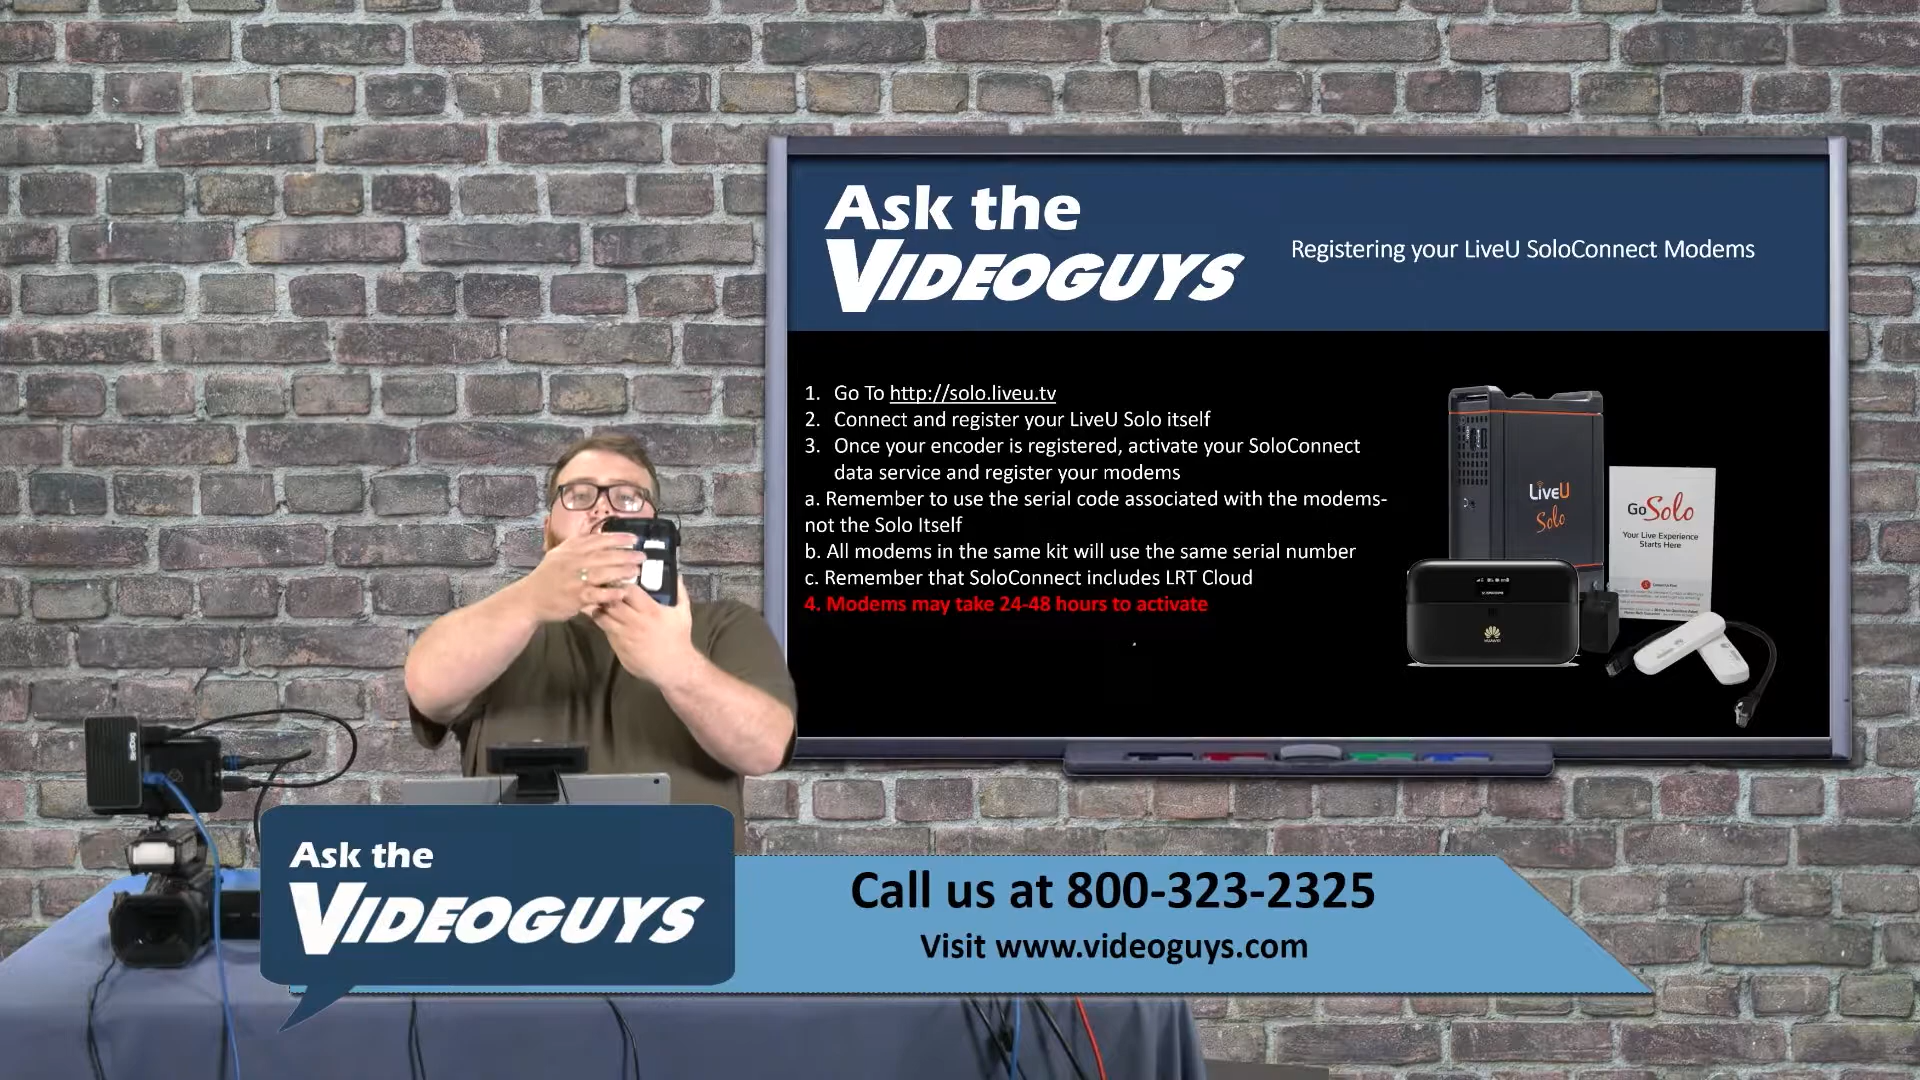 Ask the
VIDEOGUYS
Registering your LiveU SoloConnect Modems
1. Go To http://solo.liveu.tv
2. Connect and register your LiveU Solo itself
3. Once your encoder is registered, activate your SoloConnect
data service and register your modems
a. Remember to use the serial code associated with the modems-
not the Solo Itself
b. All modems in the same kit will use the same serial number
c. Remember that SoloConnect includes LRT Cloud
4. Modems may take 24-48 hours to activate
LiveU
Solo
Go Solo
Your Live Experience
Starts Here
HUAWEI
Ask the
VIDEOGUYS
Call us at 800-323-2325
Visit www.videoguys.com